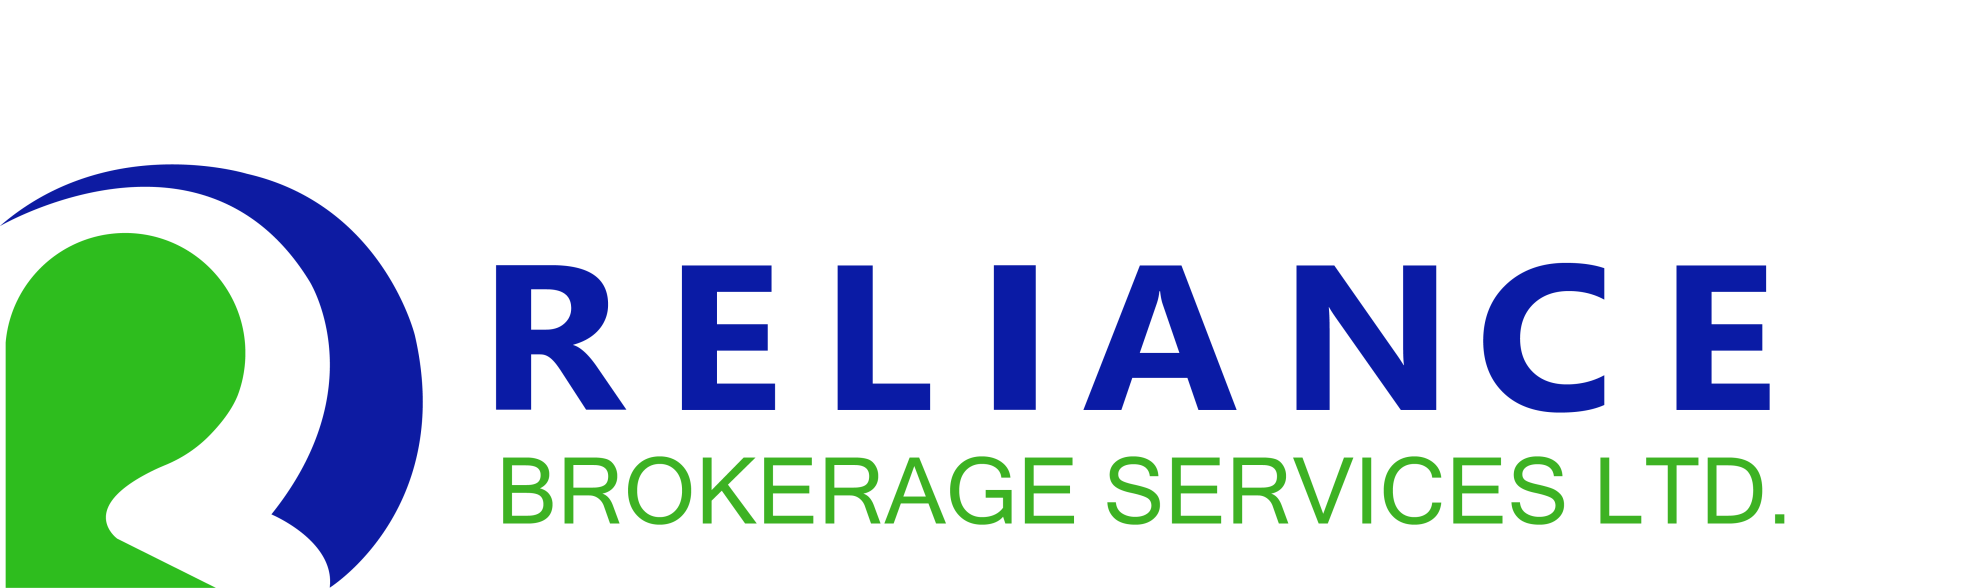 RELIANCE
BROKERAGE SERVICES LTD.